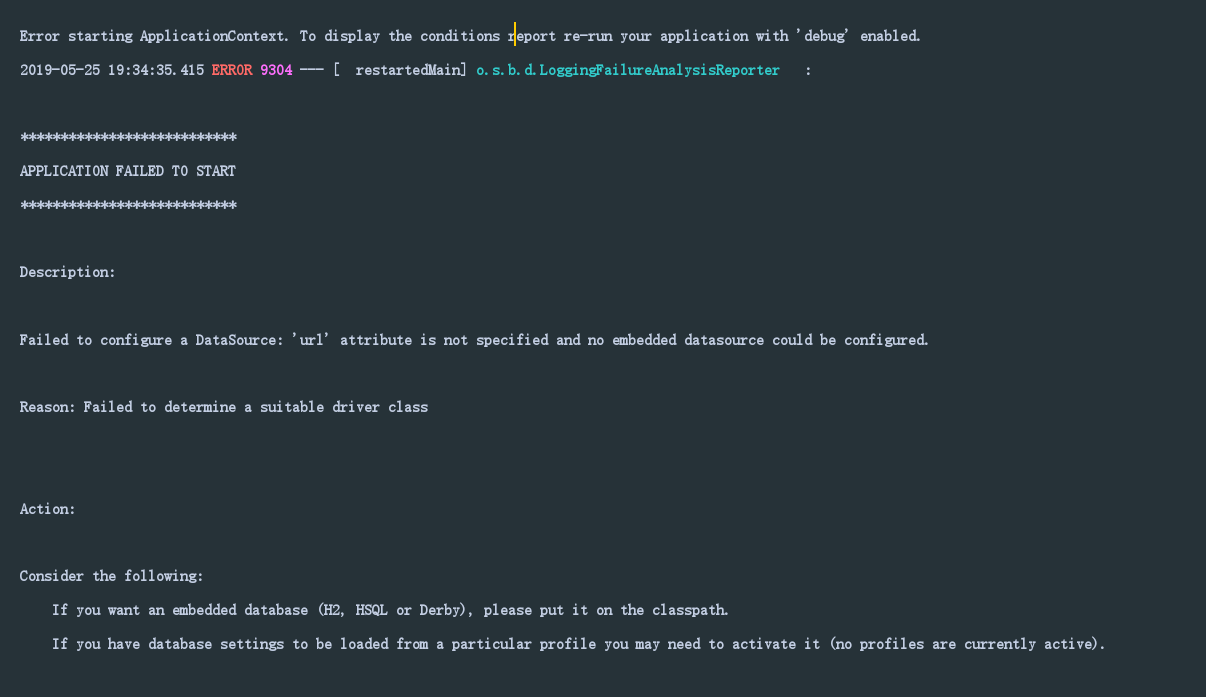 Error starting ApplicationContext. To display the conditions report re-run your application with 'debug' enabled.
2019-05-25 19:34:35.415 ERROR 9304 --- [  restartedMain] o.s.b.d.LoggingFailureAnalysisReporter   :
***************************
APPLICATION FAILED TO START
***************************
Description:
Failed to configure a DataSource: 'url' attribute is not specified and no embedded datasource could be configured.
Reason: Failed to determine a suitable driver class
Action:
Consider the following:
    If you want an embedded database (H2, HSQL or Derby), please put it on the classpath.
    If you have database settings to be loaded from a particular profile you may need to activate it (no profiles are currently active).